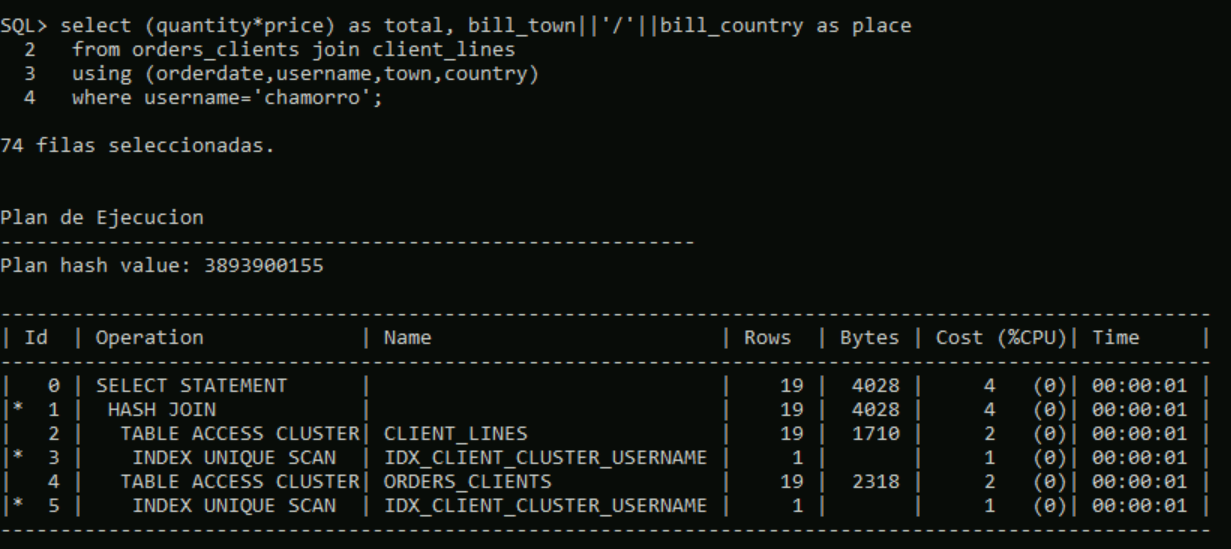 SQL> select (quantity*price) as total, bill_town||'/'||bill_country as place
  2   from orders_clients join client_lines
  3   using (orderdate,username,town,country)
  4   where username='chamorro';

74 filas seleccionadas.


Plan de Ejecucion
----------------------------------------------------------
Plan hash value: 3893900155

-----------------------------------------------------------------------------------------------------
| Id  | Operation             | Name                        | Rows  | Bytes | Cost (%CPU)| Time     |
-----------------------------------------------------------------------------------------------------
|   0 | SELECT STATEMENT      |                             |    19 |  4028 |     4   (0)| 00:00:01 |
|*  1 |  HASH JOIN            |                             |    19 |  4028 |     4   (0)| 00:00:01 |
|   2 |   TABLE ACCESS CLUSTER| CLIENT_LINES                |    19 |  1710 |     2   (0)| 00:00:01 |
|*  3 |    INDEX UNIQUE SCAN  | IDX_CLIENT_CLUSTER_USERNAME |     1 |       |     1   (0)| 00:00:01 |
|   4 |   TABLE ACCESS CLUSTER| ORDERS_CLIENTS              |    19 |  2318 |     2   (0)| 00:00:01 |
|*  5 |    INDEX UNIQUE SCAN  | IDX_CLIENT_CLUSTER_USERNAME |     1 |       |     1   (0)| 00:00:01 |
-----------------------------------------------------------------------------------------------------